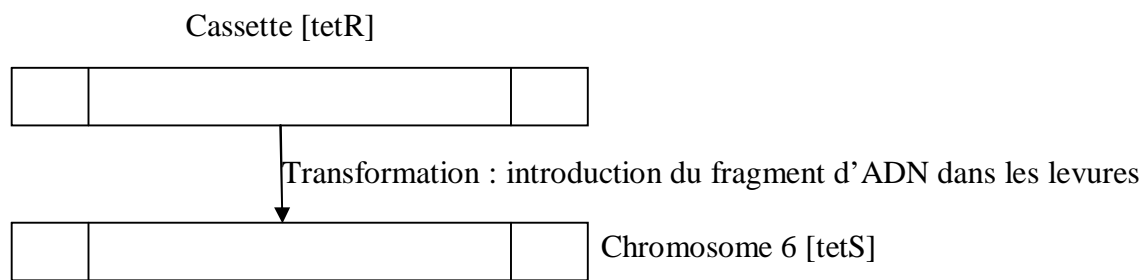 Cassette [tetR]
Transformation : introduction du fragment d’ADN dans les levures
Chromosome 6 [tetS]